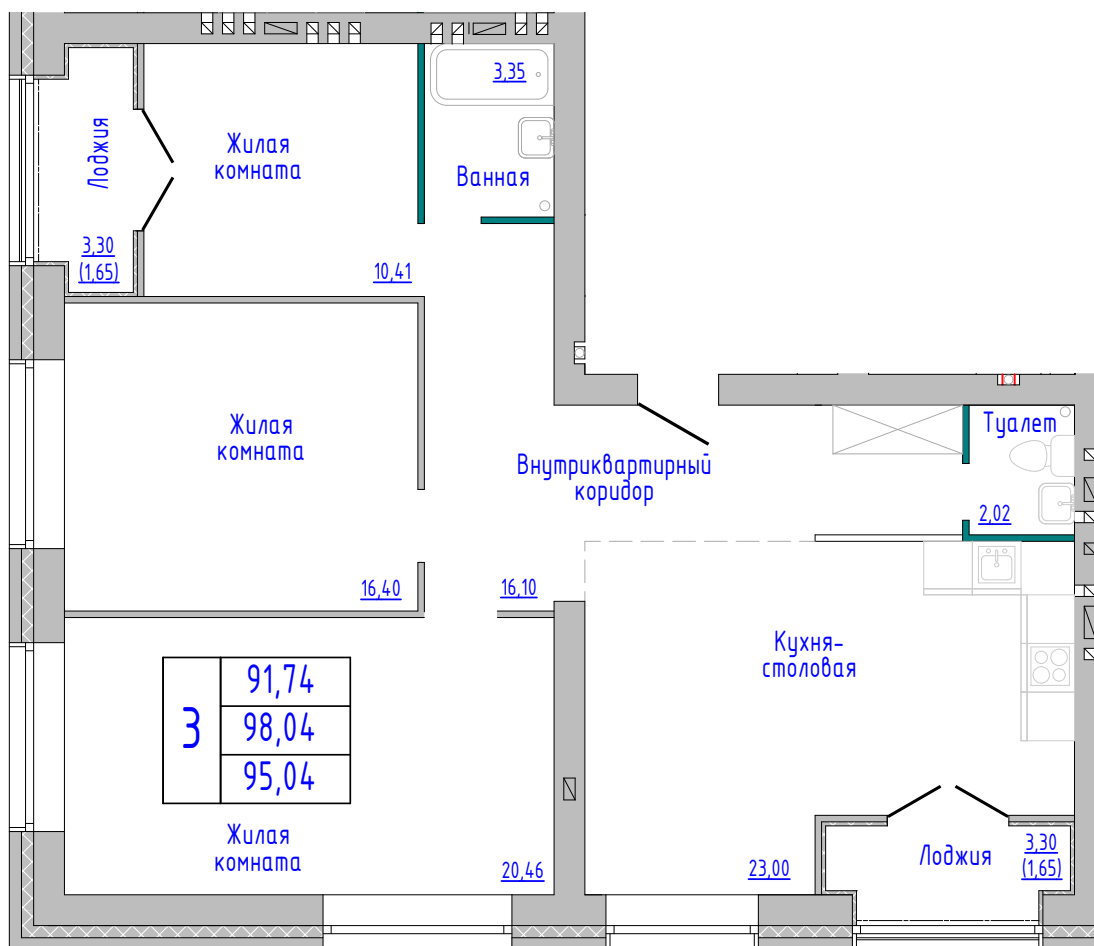 3,35
Лоджия
Жилая
комната
Ванная
3,30
(1,65)
10,41
Жилая
комната
Туалет
Внутриквартирный
коридор
2,02
16,40
16,10
Кухня-
столовая
3
91,74
98,04
95,04
Жилая
комната
20,46
23,00
Лоджия
3,30
(1,65)